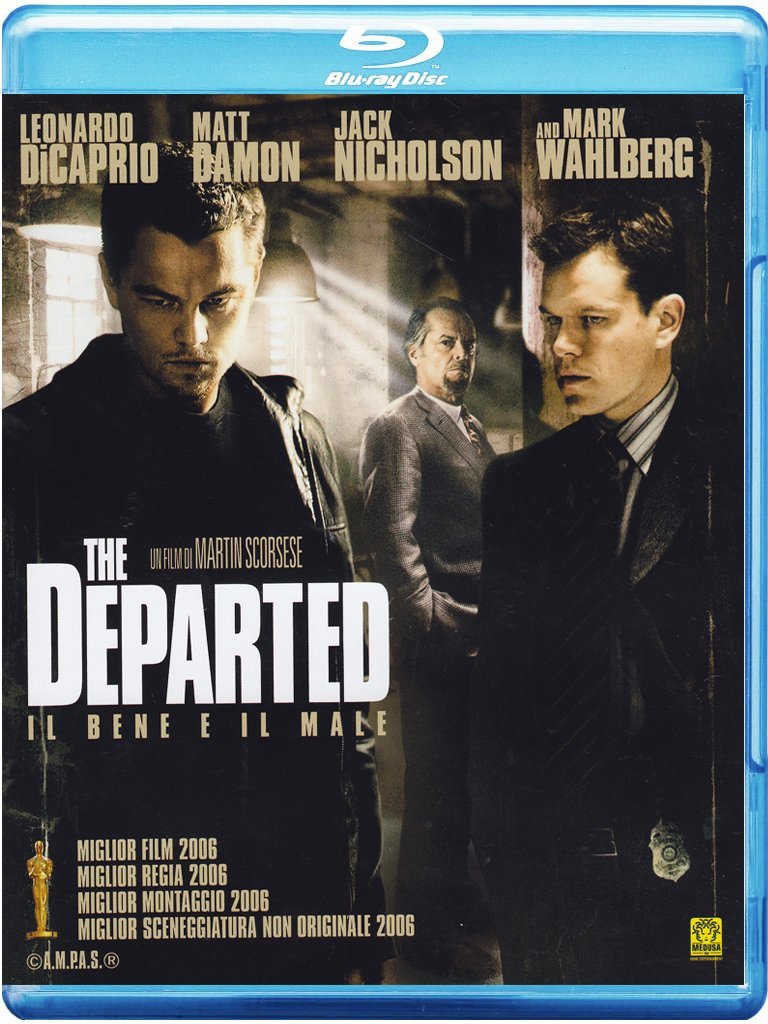 Blu-ray Disc
LEONARDO DiCAPRIO
MATT DAMON
JACK NICHOLSON
AND MARK WAHLBERG
THE
UN FILM DI MARTIN SCORSESE
DEPARTED
IL BENE E IL MALE
MIGLIOR FILM 2006
MIGLIOR REGIA 2006
MIGLIOR MONTAGGIO 2006
MIGLIOR SCENEGGIATURA NON ORIGINALE 2006
©A.M.P.A.S.®
MEDUSA